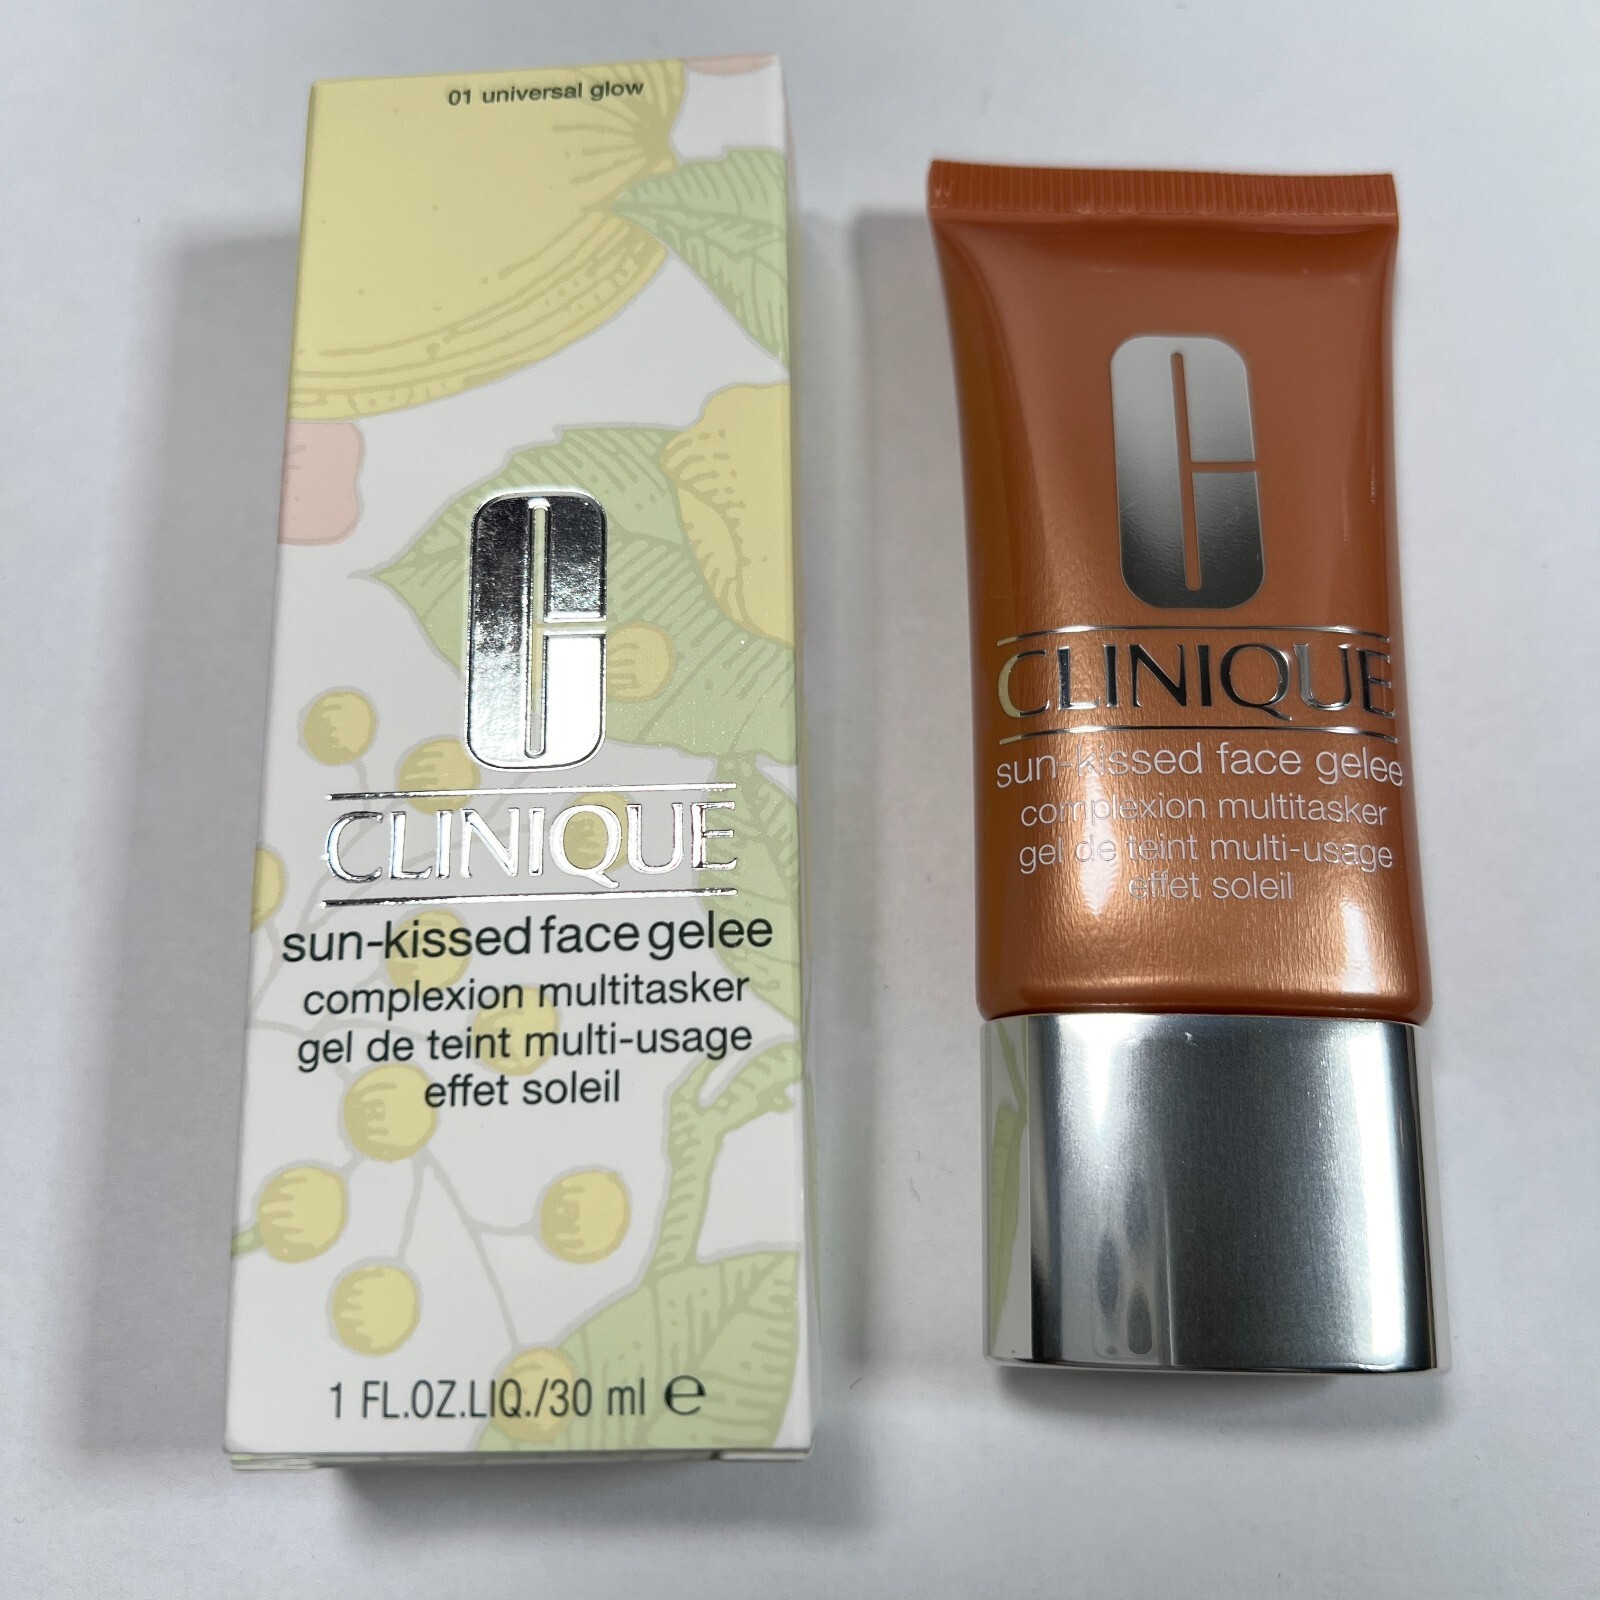 01 universal glow
CLINIQUE
sun-kissed face gelee
complexion multitasker
gel de teint multi-usage
effet soleil
1 FL.OZ.LIQ./30 ml ℮
CLINIQUE
sun-kissed face gelee
complexion multitasker
gel de teint multi-usage
effet soleil